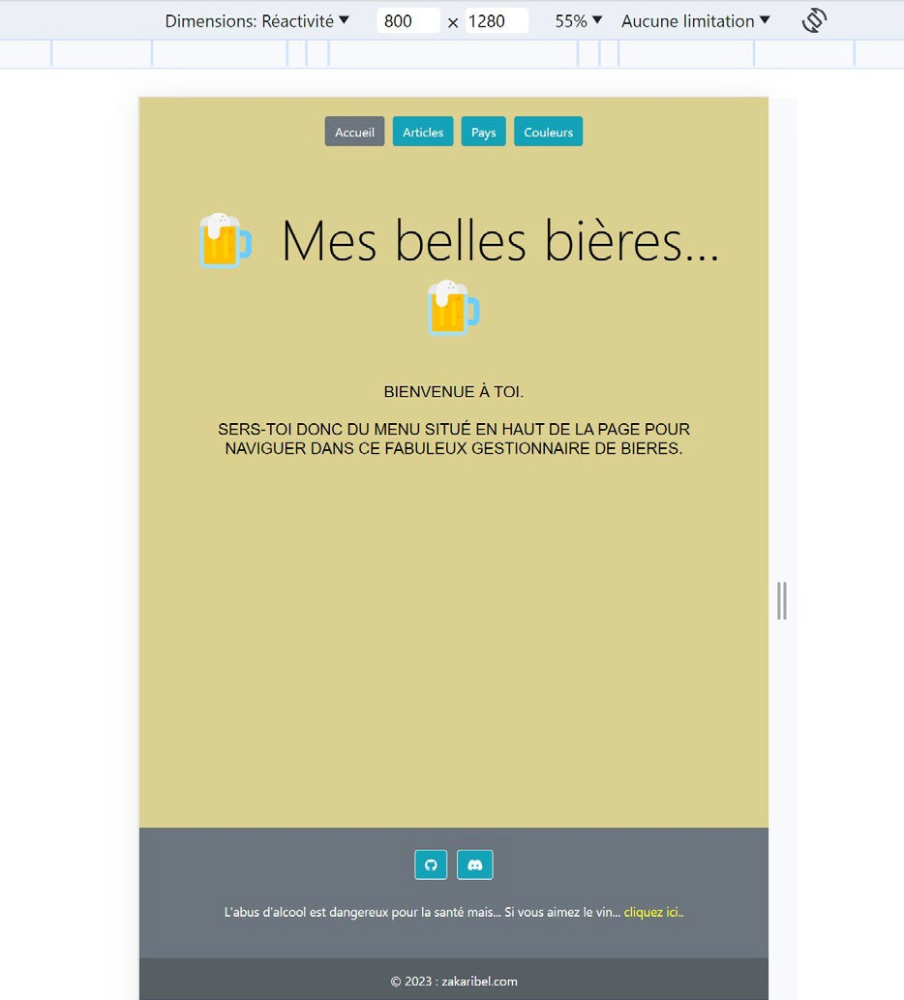 Dimensions: Réactivité 800 × 1280 55% Aucune limitation
Accueil Articles Pays Couleurs
Mes belles bières...
BIENVENUE À TOI.
SERS-TOI DONC DU MENU SITUÉ EN HAUT DE LA PAGE POUR
NAVIGUER DANS CE FABULEUX GESTIONNAIRE DE BIERES.
L'abus d'alcool est dangereux pour la santé mais... Si vous aimez le vin... cliquez ici..
© 2023 : zakaribel.com